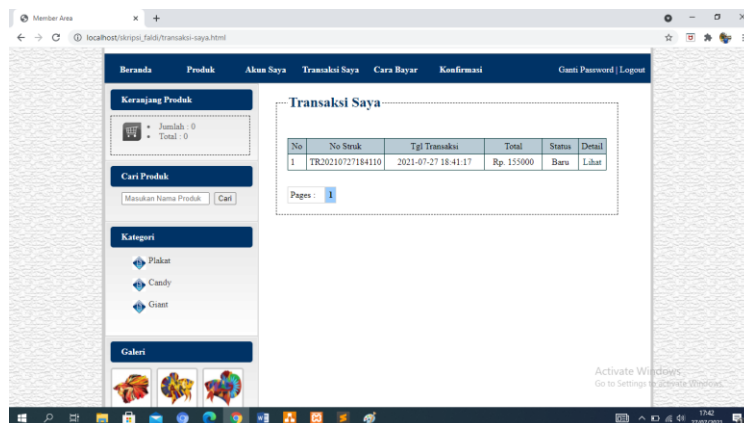 Member Area
localhost/skripsi_faldi/transaksi-saya.html
Beranda Produk Akun Saya Transaksi Saya Cara Bayar Konfirmasi Ganti Password | Logout
Keranjang Produk
Jumlah : 0
Total : 0
Cari Produk
Masukan Nama Produk Cari
Kategori
Plakat
Candy
Giant
Galeri
Transaksi Saya
No No Struk Tgl Transaksi Total Status Detail
1 TR20210727184110 2021-07-27 18:41:17 Rp. 155000 Baru Lihat
Pages : 1
Activate Windows
Go to Settings to activate Windows.
17:42